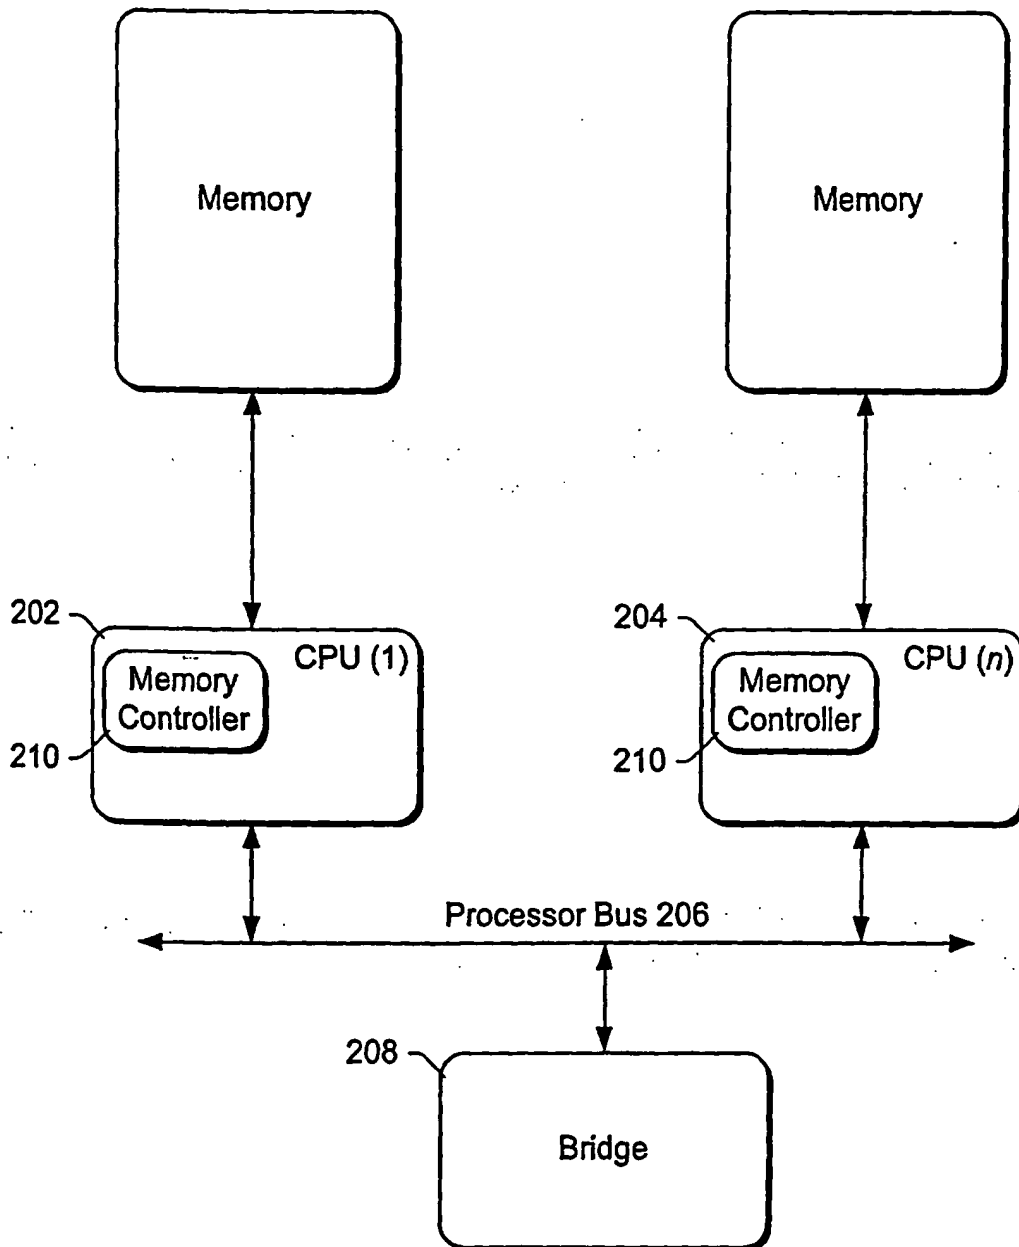 Memory
Memory
202
CPU (1)
Memory
Controller
210
204
CPU (n)
Memory
Controller
210
Processor Bus 206
208
Bridge